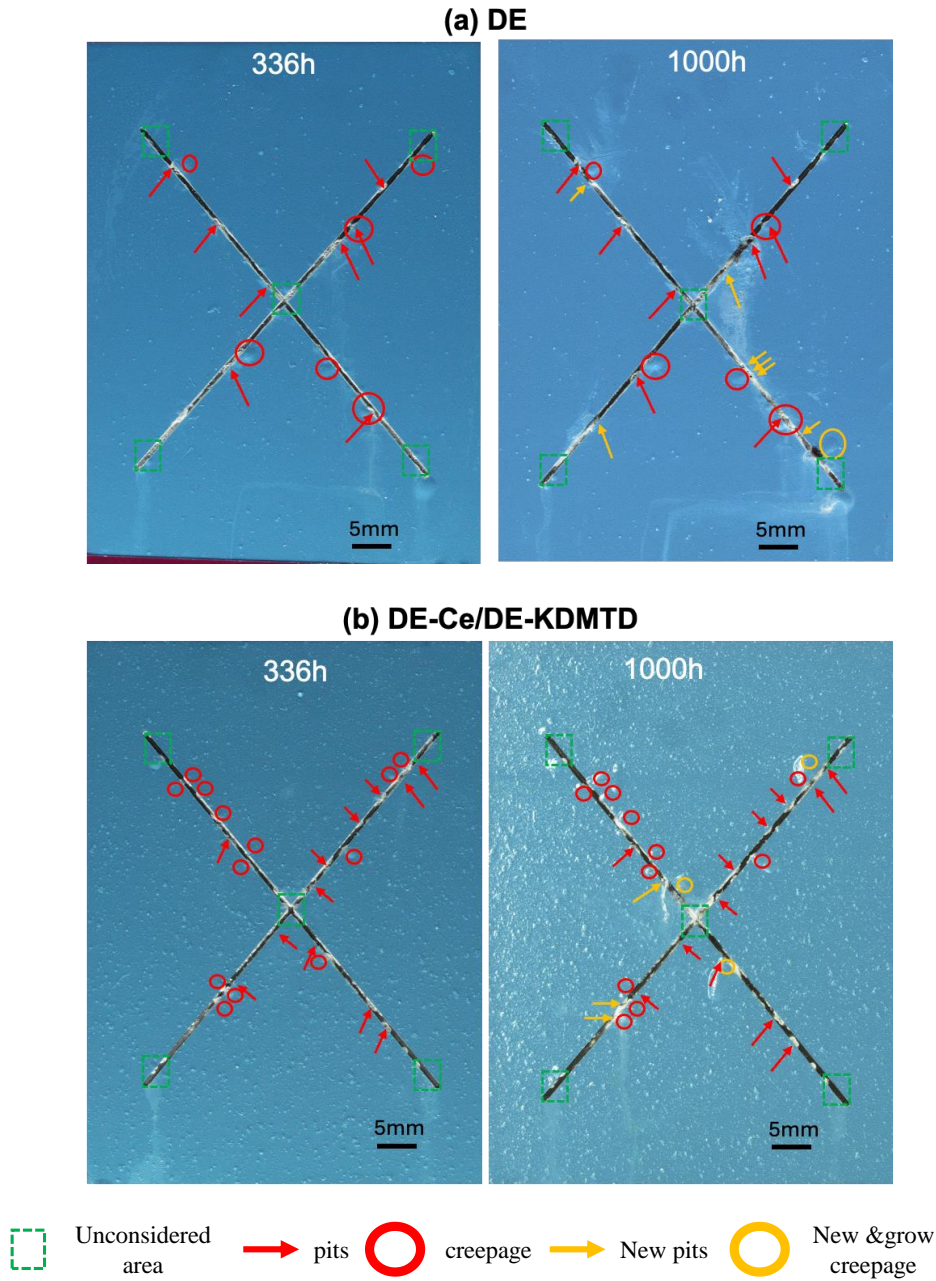 (a) DE
336h
1000h
5mm
5mm
(b) DE-Ce/DE-KDMTD
336h
1000h
5mm
5mm
Unconsidered
area
pits
creepage
New pits
New &grow
creepage